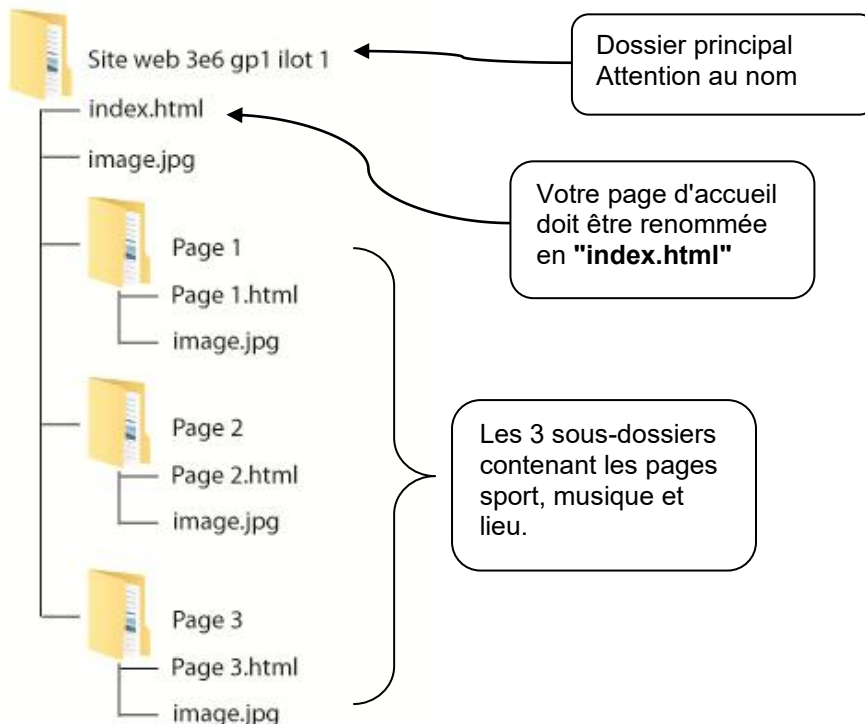 Site web 3e6 gp1 ilot 1
Dossier principal
Attention au nom
index.html
image.jpg
Votre page d'accueil
doit être renommée
en "index.html"
Page 1
Page 1.html
image.jpg
Page 2
Page 2.html
image.jpg
Les 3 sous-dossiers
contenant les pages
sport, musique et
lieu.
Page 3
Page 3.html
image.jpg